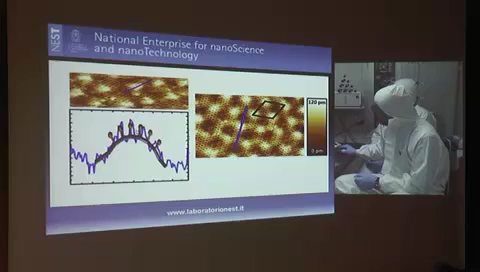 NEST
National Enterprise for nanoScience
and nanoTechnology
120 pm
0 pm
www.laboratorionest.it